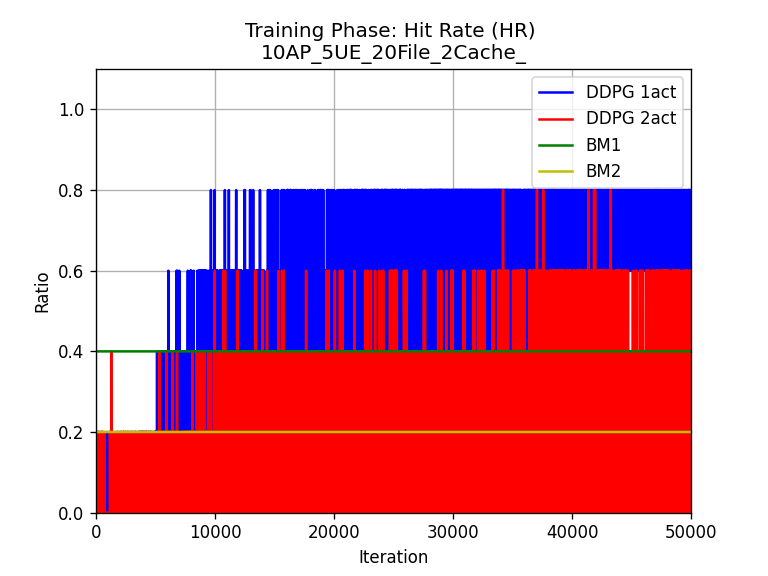 Training Phase: Hit Rate (HR)
10AP_5UE_20File_2Cache_
DDPG 1act
DDPG 2act
BM1
BM2
Ratio
1.0
0.8
0.6
0.4
0.2
0.0
0 10000 20000 30000 40000 50000
Iteration